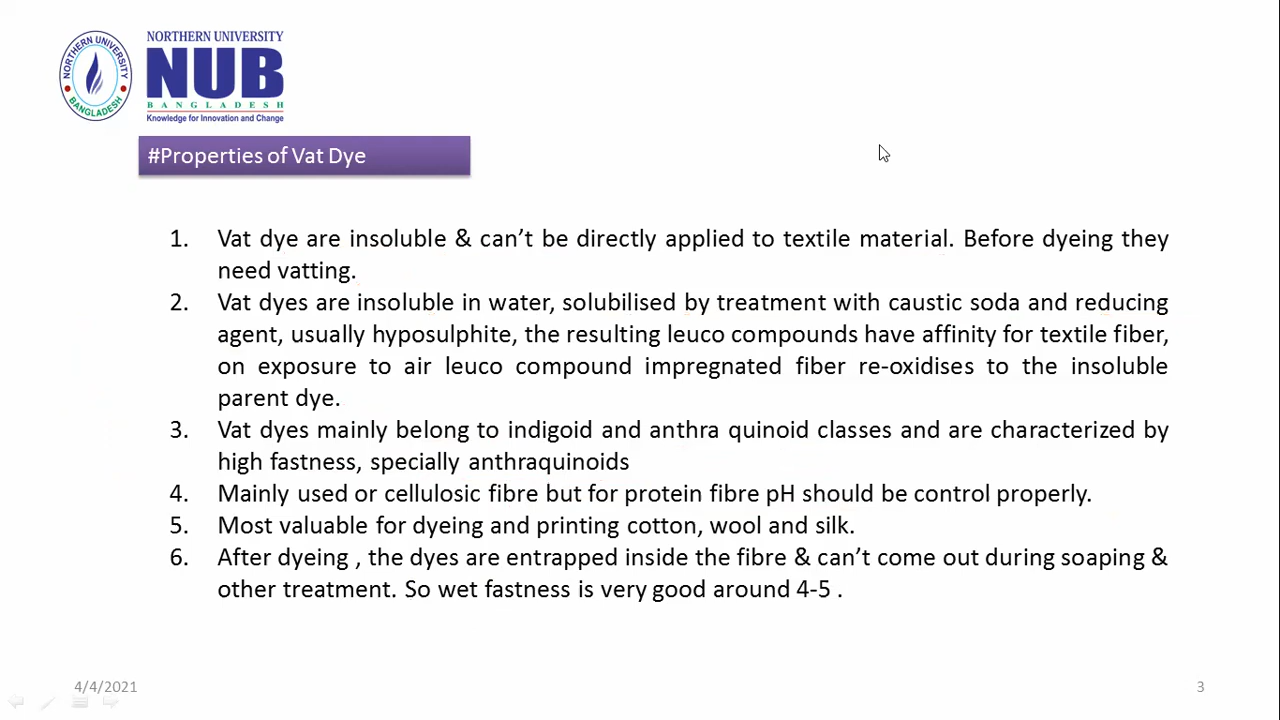 NORTHERN UNIVERSITY
BANGLADESH
NORTHERN UNIVERSITY
NUB
BANGLADESH
Knowledge for Innovation and Change
#Properties of Vat Dye
1. Vat dye are insoluble & can’t be directly applied to textile material. Before dyeing they
need vatting.
2. Vat dyes are insoluble in water, solubilised by treatment with caustic soda and reducing
agent, usually hyposulphite, the resulting leuco compounds have affinity for textile fiber,
on exposure to air leuco compound impregnated fiber re-oxidises to the insoluble
parent dye.
3. Vat dyes mainly belong to indigoid and anthra quinoid classes and are characterized by
high fastness, specially anthraquinoids
4. Mainly used or cellulosic fibre but for protein fibre pH should be control properly.
5. Most valuable for dyeing and printing cotton, wool and silk.
6. After dyeing , the dyes are entrapped inside the fibre & can’t come out during soaping &
other treatment. So wet fastness is very good around 4-5 .
4/4/2021
3